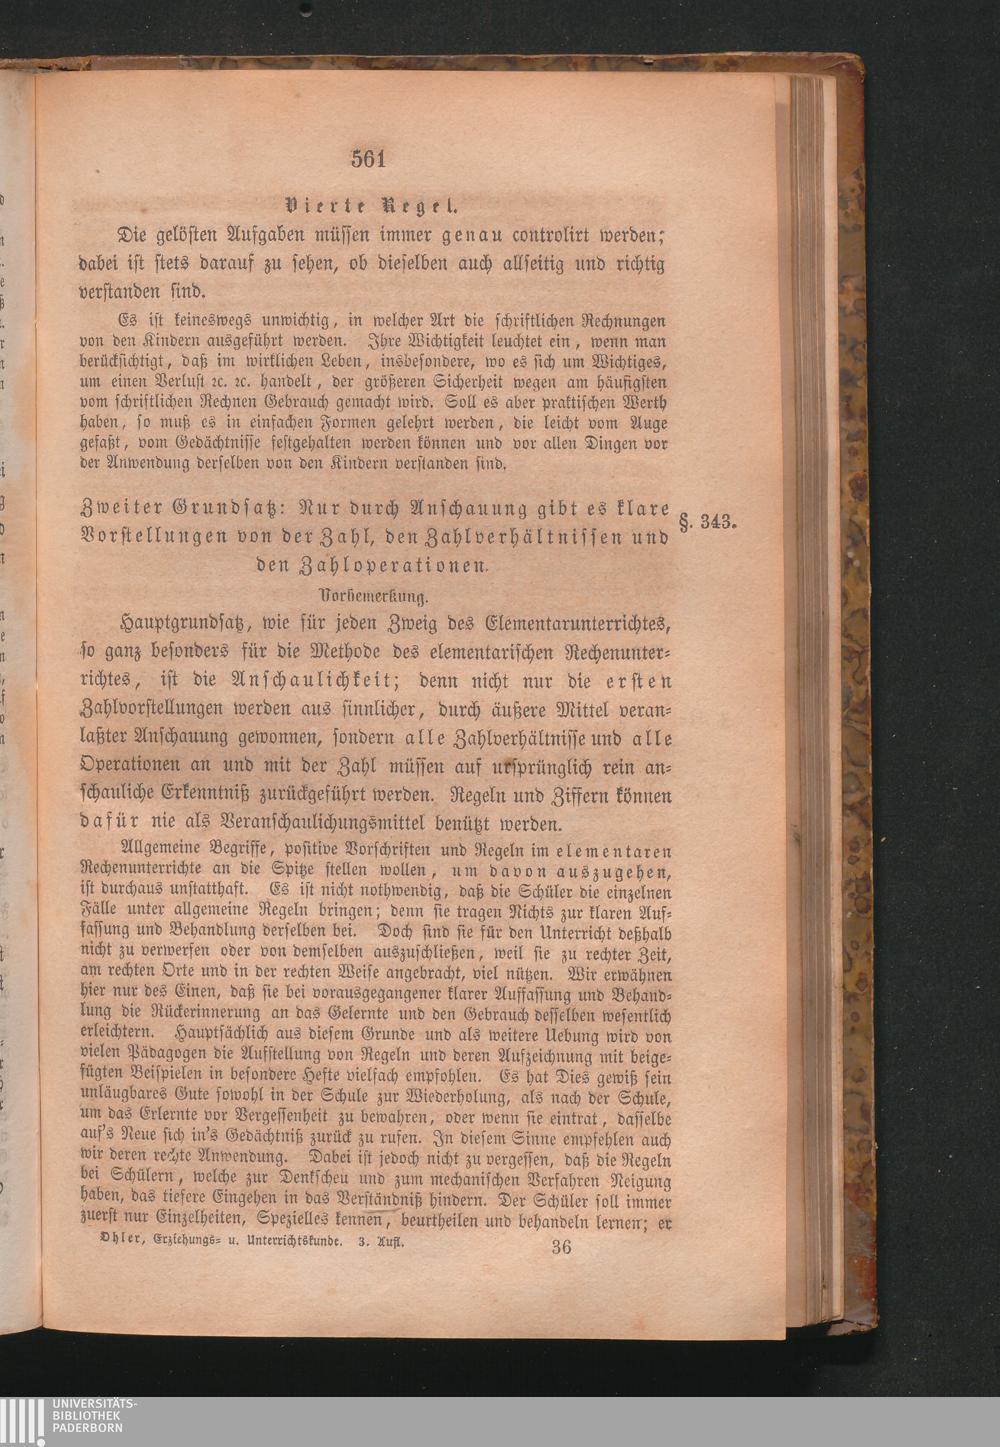 561
Vierte Regel.
Die gelösten Aufgaben müssen immer genau controlirt werden;
dabei ist stets darauf zu sehen, ob dieselben auch allseitig und richtig
verstanden sind.
Es ist keineswegs unwichtig, in welcher Art die schriftlichen Rechnungen
von den Kindern ausgeführt werden. Ihre Wichtigkeit leuchtet ein, wenn man
berücksichtigt, daß im wirklichen Leben, insbesondere, wo es sich um Wichtiges,
um einen Verlust ꝛc. ꝛc. handelt, der größeren Sicherheit wegen am häufigsten
vom schriftlichen Rechnen Gebrauch gemacht wird. Soll es aber praktischen Werth
haben, so muß es in einfachen Formen gelehrt werden, die leicht vom Auge
gefaßt, vom Gedächtnisse festgehalten werden können und vor allen Dingen vor
der Anwendung derselben von den Kindern verstanden sind.
Zweiter Grundsatz: Nur durch Anschauung gibt es klare
§. 343.
Vorstellungen von der Zahl, den Zahlverhältnissen und
den Zahloperationen.
Vorbemerkung.
Hauptgrundsatz, wie für jeden Zweig des Elementarunterrichtes,
so ganz besonders für die Methode des elementarischen Rechenunter-
richtes, ist die Anschaulichkeit; denn nicht nur die ersten
Zahlvorstellungen werden aus sinnlicher, durch äußere Mittel veran-
laßter Anschauung gewonnen, sondern alle Zahlverhältnisse und alle
Operationen an und mit der Zahl müssen auf ursprünglich rein an-
schauliche Erkenntniß zurückgeführt werden. Regeln und Ziffern können
dafür nie als Veranschaulichungsmittel benützt werden.
Allgemeine Begriffe, positive Vorschriften und Regeln im elementaren
Rechenunterrichte an die Spitze stellen wollen, um davon auszugehen,
ist durchaus unstatthaft. Es ist nicht nothwendig, daß die Schüler die einzelnen
Fälle unter allgemeine Regeln bringen; denn sie tragen Nichts zur klaren Auf-
fassung und Behandlung derselben bei. Doch sind sie für den Unterricht deßhalb
nicht zu verwerfen oder von demselben auszuschließen, weil sie zu rechter Zeit,
am rechten Orte und in der rechten Weise angebracht, viel nützen. Wir erwähnen
hier nur des Einen, daß sie bei vorausgegangener klarer Auffassung und Behand-
lung die Rückerinnerung an das Gelernte und den Gebrauch desselben wesentlich
erleichtern. Hauptsächlich aus diesem Grunde und als weitere Uebung wird von
vielen Pädagogen die Aufstellung von Regeln und deren Aufzeichnung mit beige-
fügten Beispielen in besondere Hefte vielfach empfohlen. Es hat Dies gewiß sein
unläugbares Gute sowohl in der Schule zur Wiederholung, als nach der Schule,
um das Erlernte vor Vergessenheit zu bewahren, oder wenn sie eintrat, dasselbe
auf's Neue sich in's Gedächtniß zurück zu rufen. In diesem Sinne empfehlen auch
wir deren rechte Anwendung. Dabei ist jedoch nicht zu vergessen, daß die Regeln
bei Schülern, welche zur Denkscheu und zum mechanischen Verfahren Neigung
haben, das tiefere Eingehen in das Verständniß hindern. Der Schüler soll immer
zuerst nur Einzelheiten, Spezielles kennen, beurtheilen und behandeln lernen; er
Ohler, Erziehungs- u. Unterrichtskunde. 3. Aufl.
36
UNIVERSITÄTS-
BIBLIOTHEK
PADERBORN